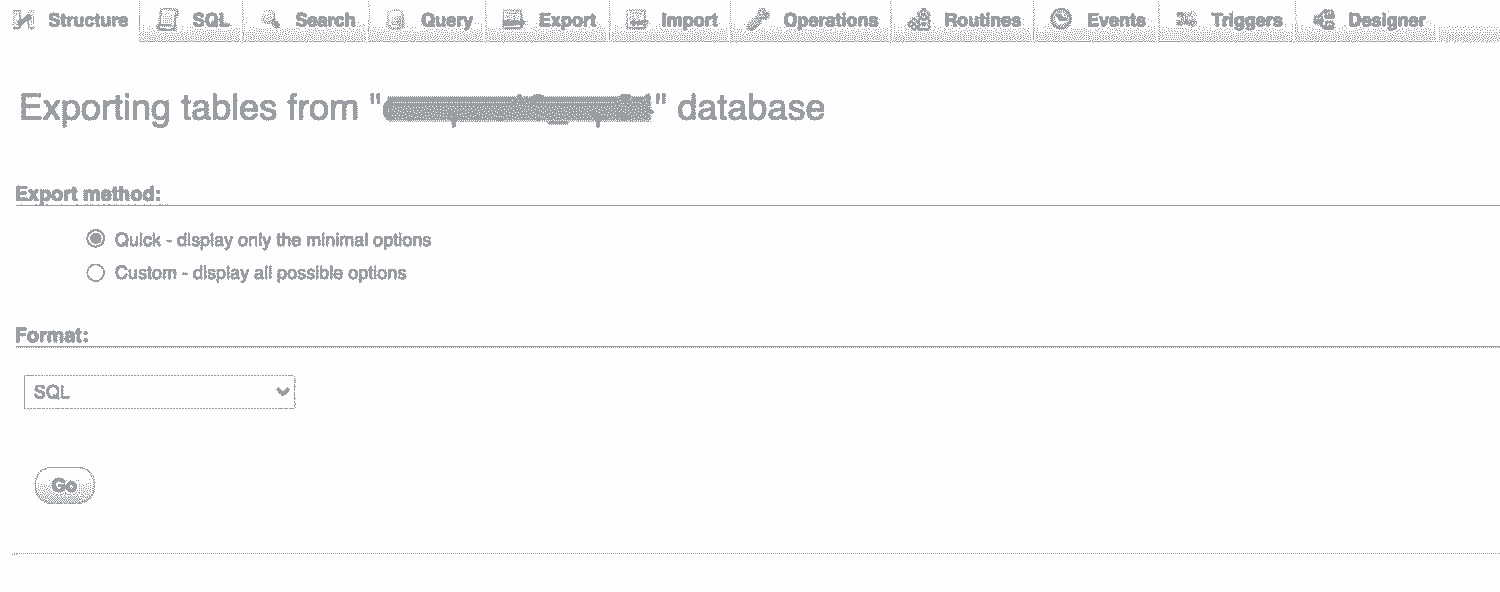 Structure SQL Search Query Export Import Operations Routines Events Triggers Designer
Exporting tables from "" database
Export method:
Quick - display only the minimal options
Custom - display all possible options
Format:
SQL
Go